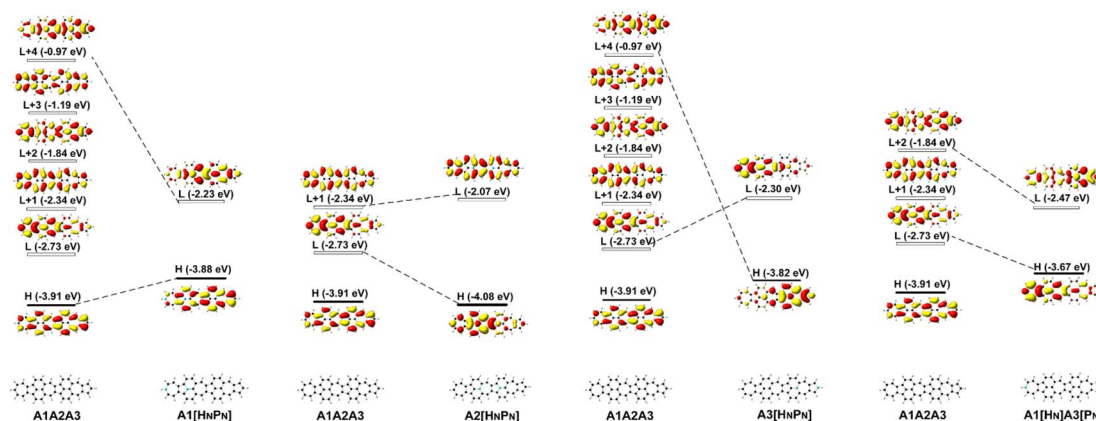 L+4 (-0.97 eV)
L+3 (-1.19 eV)
L+2 (-1.84 eV)
L+1 (-2.34 eV)
L (-2.73 eV)
H (-3.91 eV)
A1A2A3
L (-2.23 eV)
H (-3.88 eV)
A1[HNPN]
L+1 (-2.34 eV)
L (-2.73 eV)
H (-3.91 eV)
A1A2A3
L (-2.07 eV)
H (-4.08 eV)
A2[HNPN]
L+4 (-0.97 eV)
L+3 (-1.19 eV)
L+2 (-1.84 eV)
L+1 (-2.34 eV)
L (-2.73 eV)
H (-3.91 eV)
A1A2A3
L (-2.30 eV)
H (-3.82 eV)
A3[HNPN]
L+2 (-1.84 eV)
L+1 (-2.34 eV)
L (-2.73 eV)
H (-3.91 eV)
A1A2A3
L (-2.47 eV)
H (-3.67 eV)
A1[HN]A3[PN